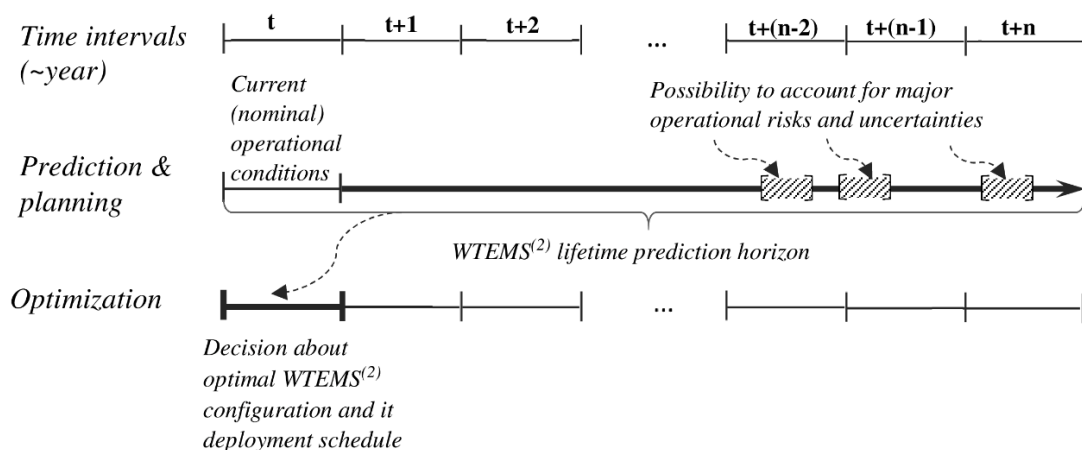 Time intervals
(~year)
t
t+1
t+2
...
t+(n-2)
t+(n-1)
t+n
Current
(nominal)
operational
conditions
Possibility to account for major
operational risks and uncertainties
Prediction &
planning
WTEMS⁽²⁾ lifetime prediction horizon
Optimization
...
Decision about
optimal WTEMS⁽²⁾
configuration and it
deployment schedule